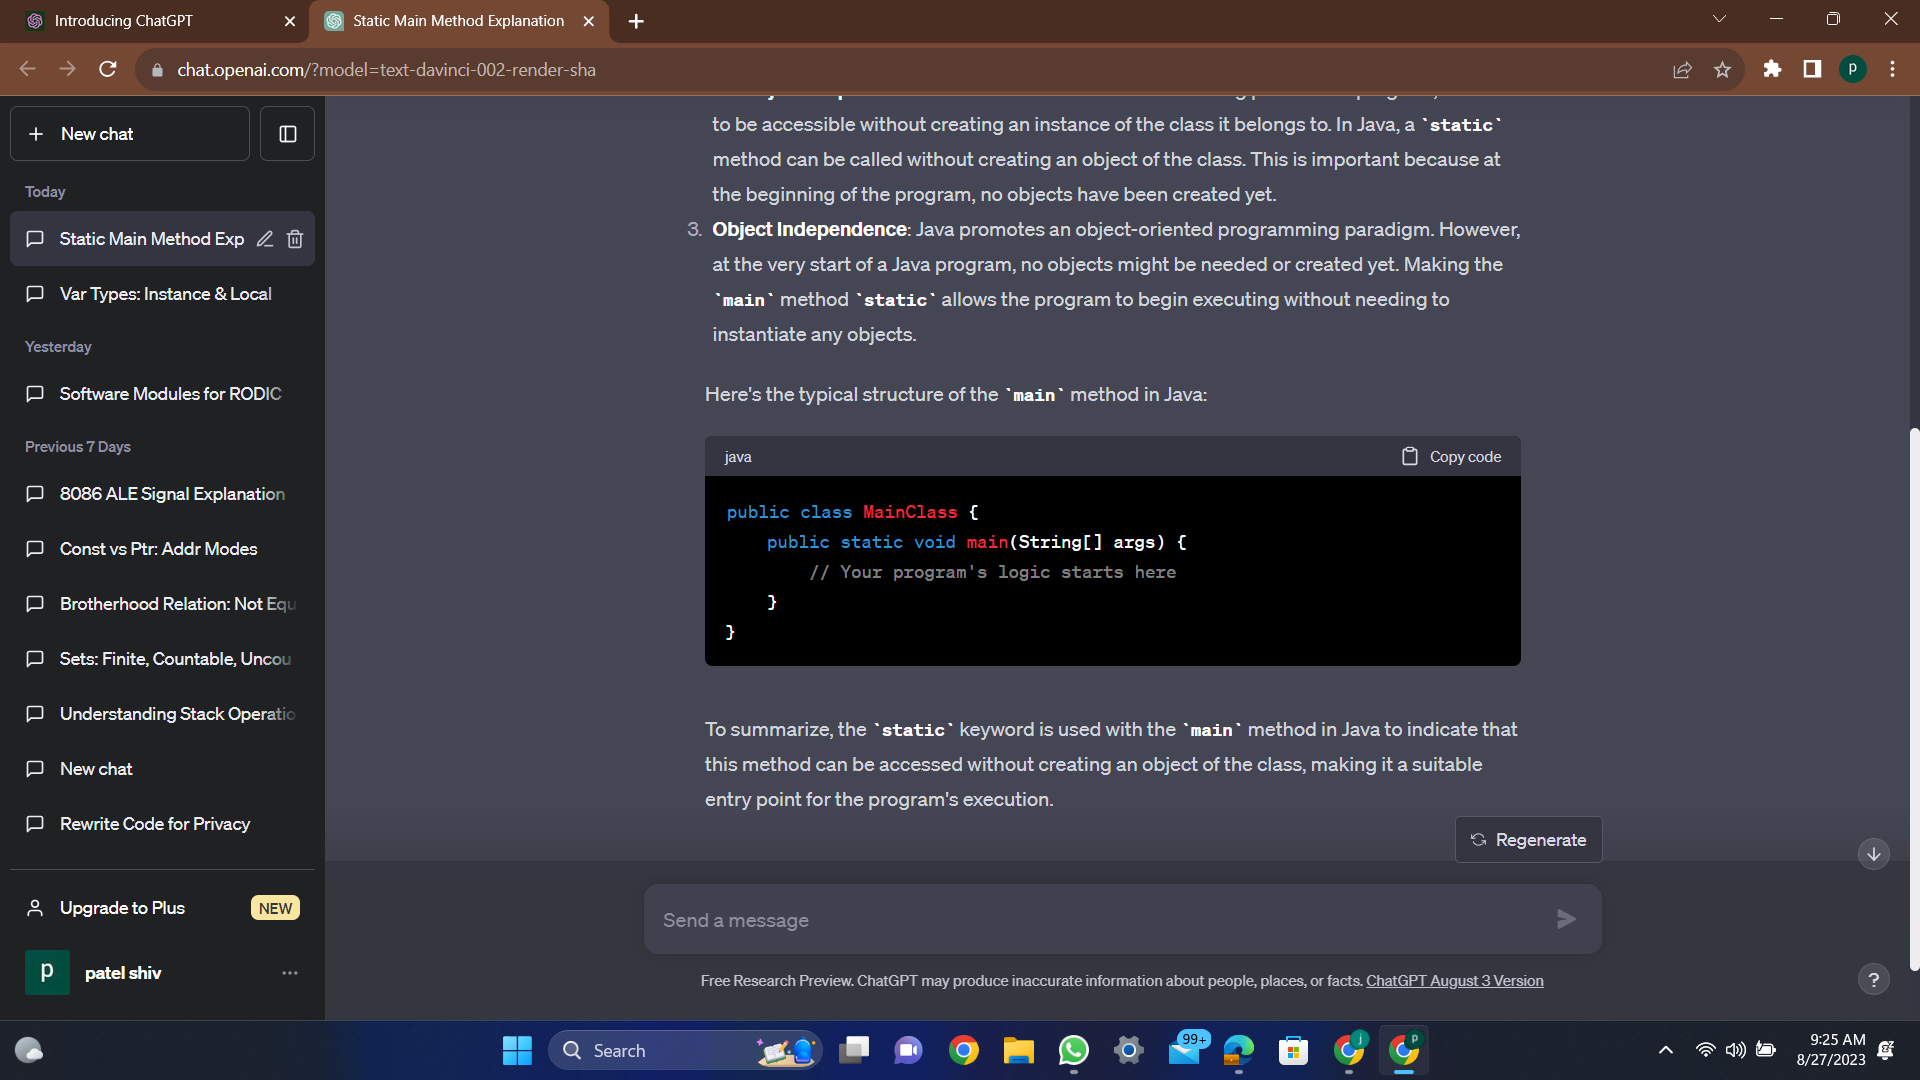 Introducing ChatGPT
Static Main Method Explanation
chat.openai.com/?model=text-davinci-002-render-sha
p
New chat
Today
Static Main Method Exp
Var Types: Instance & Local
Yesterday
Software Modules for RODIC
Previous 7 Days
8086 ALE Signal Explanation
Const vs Ptr: Addr Modes
Brotherhood Relation: Not Equ
Sets: Finite, Countable, Uncou
Understanding Stack Operatio
New chat
Rewrite Code for Privacy
Upgrade to Plus NEW
p patel shiv
to be accessible without creating an instance of the class it belongs to. In Java, a `static`
method can be called without creating an object of the class. This is important because at
the beginning of the program, no objects have been created yet.
3. Object Independence: Java promotes an object-oriented programming paradigm. However,
at the very start of a Java program, no objects might be needed or created yet. Making the
`main` method `static` allows the program to begin executing without needing to
instantiate any objects.
Here's the typical structure of the `main` method in Java:
java Copy code
public class MainClass {
public static void main(String[] args) {
// Your program's logic starts here
}
}
To summarize, the `static` keyword is used with the `main` method in Java to indicate that
this method can be accessed without creating an object of the class, making it a suitable
entry point for the program's execution.
Regenerate
Send a message
Free Research Preview. ChatGPT may produce inaccurate information about people, places, or facts. ChatGPT August 3 Version
?
Search
99+
j
p
9:25 AM
8/27/2023